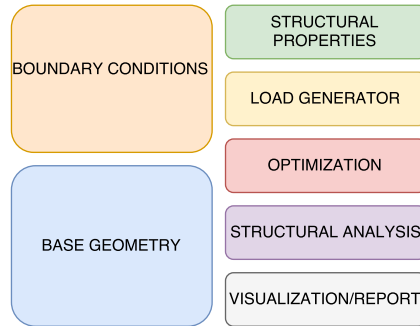 BOUNDARY CONDITIONS
BASE GEOMETRY
STRUCTURAL
PROPERTIES
LOAD GENERATOR
OPTIMIZATION
STRUCTURAL ANALYSIS
VISUALIZATION/REPORT